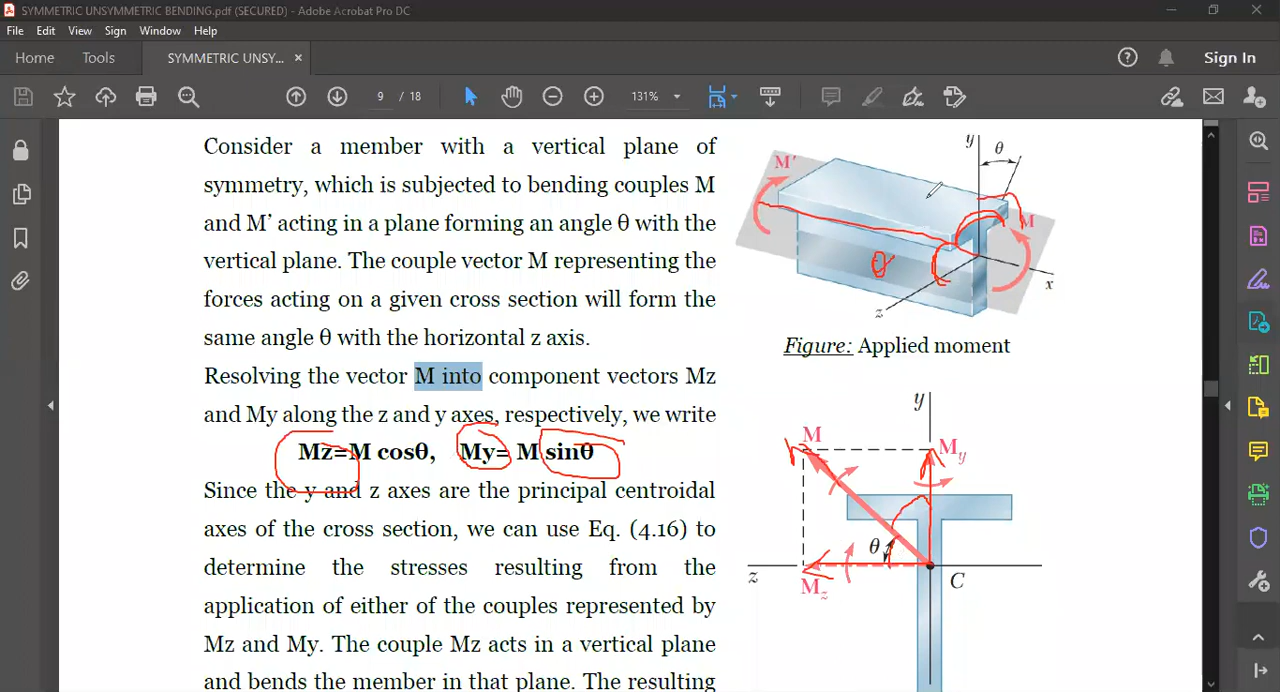 SYMMETRIC UNSYMMETRIC BENDING.pdf (SECURED) - Adobe Acrobat Pro DC
File Edit View Sign Window Help
Home Tools SYMMETRIC UNSY... × Sign In
9 / 18 131%
Consider a member with a vertical plane of
symmetry, which is subjected to bending couples M
and M’ acting in a plane forming an angle θ with the
vertical plane. The couple vector M representing the
forces acting on a given cross section will form the
same angle θ with the horizontal z axis.
Resolving the vector M into component vectors Mz
and My along the z and y axes, respectively, we write
Mz=M cosθ, My= M sinθ
Since the y and z axes are the principal centroidal
axes of the cross section, we can use Eq. (4.16) to
determine the stresses resulting from the
application of either of the couples represented by
Mz and My. The couple Mz acts in a vertical plane
and bends the member in that plane. The resulting
y θ
M'
M
θ
x
z
Figure: Applied moment
y
M
My
θ
z
C
Mz